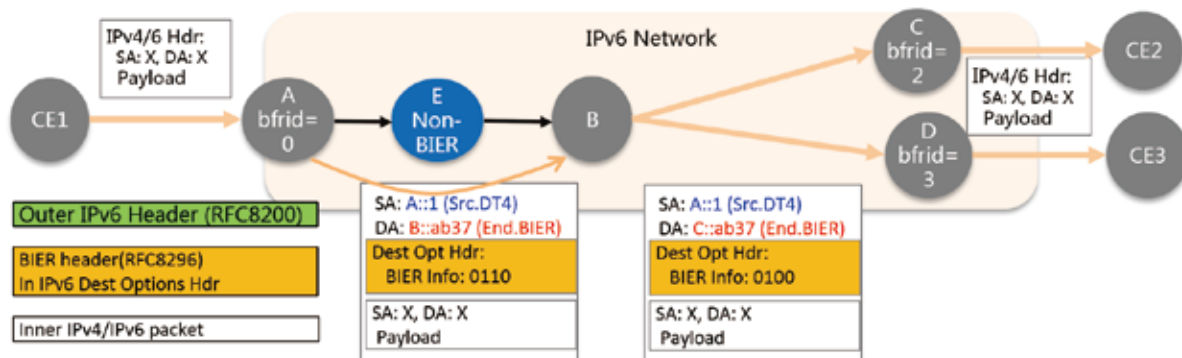 IPv4/6 Hdr:
SA: X, DA: X
Payload
IPv6 Network
CE1
A
bfrid=
0
E
Non-
BIER
B
C
bfrid=
2
D
bfrid=
3
IPv4/6 Hdr:
SA: X, DA: X
Payload
CE2
CE3
Outer IPv6 Header (RFC8200)
BIER header(RFC8296)
In IPv6 Dest Options Hdr
Inner IPv4/IPv6 packet
SA: A::1 (Src.DT4)
DA: B::ab37 (End.BIER)
Dest Opt Hdr:
BIER Info: 0110
SA: X, DA: X
Payload
SA: A::1 (Src.DT4)
DA: C::ab37 (End.BIER)
Dest Opt Hdr:
BIER Info: 0100
SA: X, DA: X
Payload